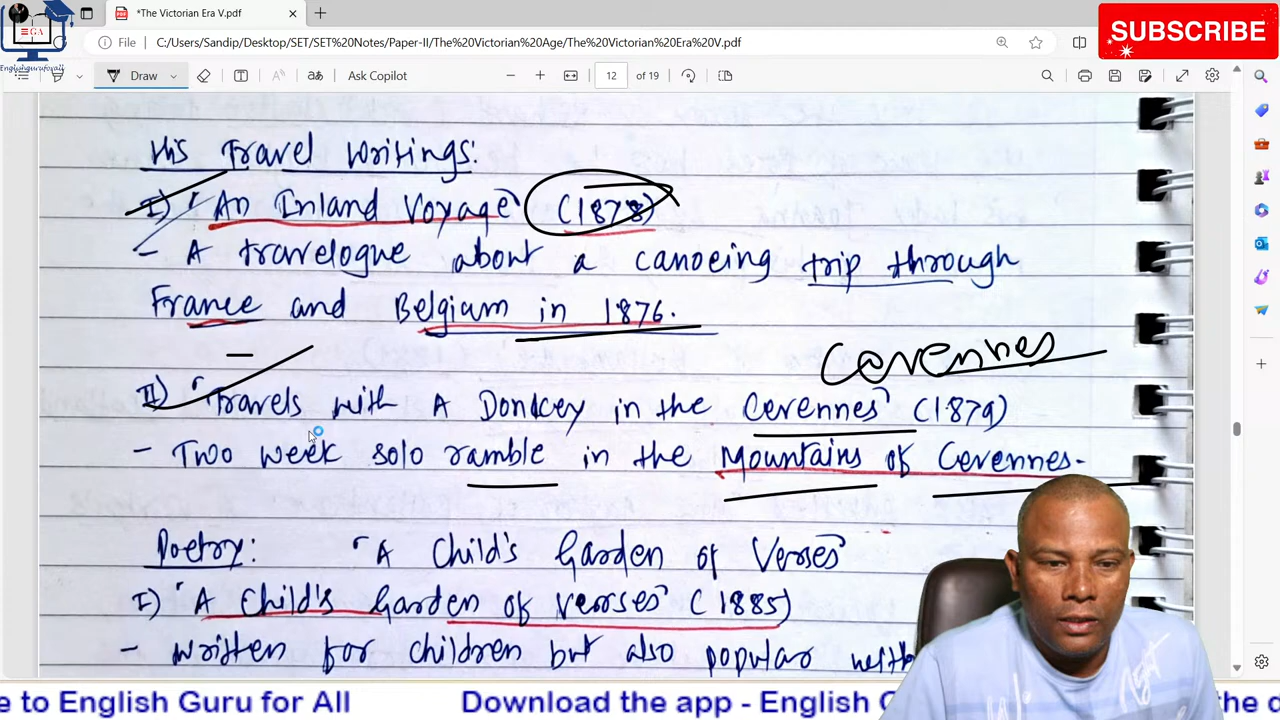 *The Victorian Era V.pdf
SUBSCRIBE
EGA
Englishguruforall
File
C:/Users/Sandip/Desktop/SET/SET%20Notes/Paper-II/The%20Victorian%20Age/The%20Victorian%20Era%20V.pdf
Draw
Ask Copilot
12 of 19
His Travel Writings:
I) 'An Inland Voyage' (1878)
- A travelogue about a canoeing trip through
France and Belgium in 1876.
Cevennes
II) 'Travels with A Donkey in the Cevennes' (1879)
- Two week solo ramble in the Mountains of Cevennes.
Poetry: 'A Child's Garden of Verses'
I) 'A Child's Garden of Verses' (1885)
- written for children but also popular with
e to English Guru for All
Download the app - English G
the d